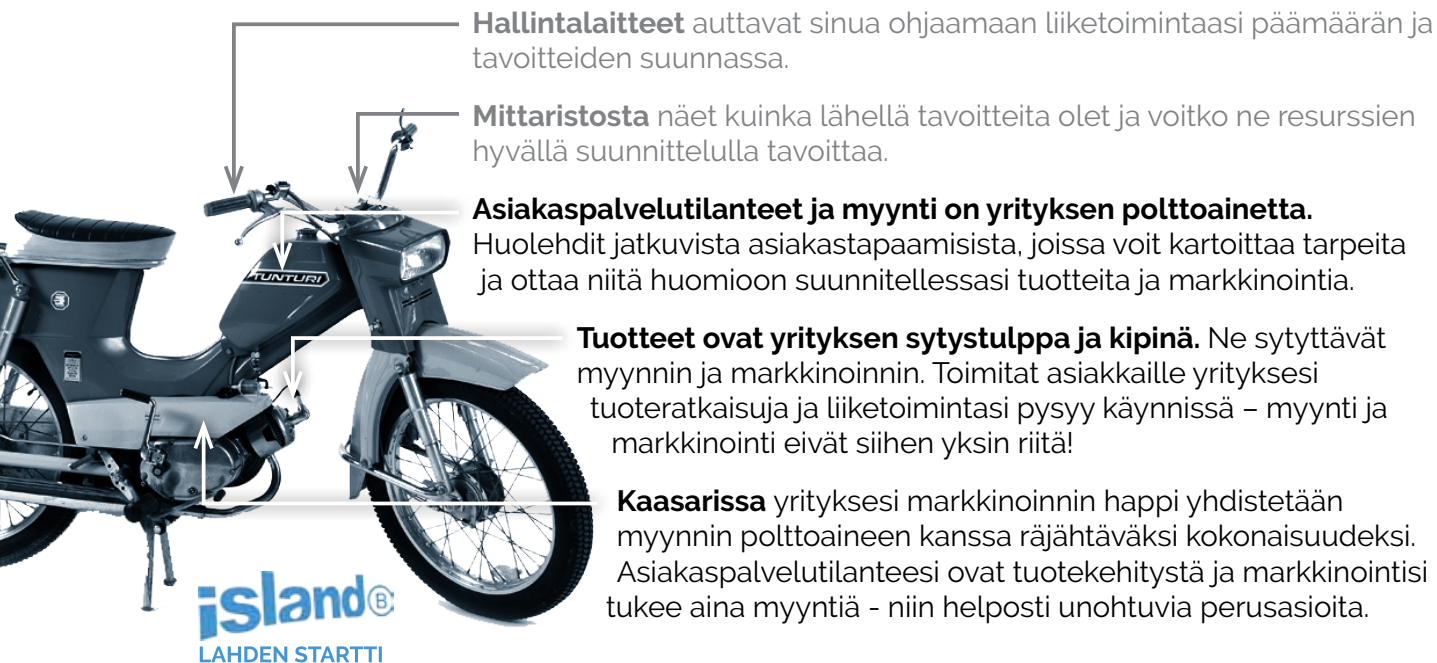 Hallintalaitteet auttavat sinua ohjaamaan liiketoimintaasi päämäärän ja
tavoitteiden suunnassa.
Mittaristosta näet kuinka lähellä tavoitteita olet ja voitko ne resurssien
hyvällä suunnittelulla tavoittaa.
Asiakaspalvelutilanteet ja myynti on yrityksen polttoainetta.
Huolehdit jatkuvista asiakastapaamisista, joissa voit kartoittaa tarpeita
ja ottaa niitä huomioon suunnitellessasi tuotteita ja markkinointia.
TUNTURI
Tuotteet ovat yrityksen sytystulppa ja kipinä. Ne sytyttävät
myynnin ja markkinoinnin. Toimitat asiakkaille yrityksesi
tuoteratkaisuja ja liiketoimintasi pysyy käynnissä – myynti ja
markkinointi eivät siihen yksin riitä!
Kaasarissa yrityksesi markkinoinnin happi yhdistetään
myynnin polttoaineen kanssa räjähtäväksi kokonaisuudeksi.
Asiakaspalvelutilanteesi ovat tuotekehitystä ja markkinointisi
tukee aina myyntiä - niin helposti unohtuvia perusasioita.
island B
LAHDEN STARTTI